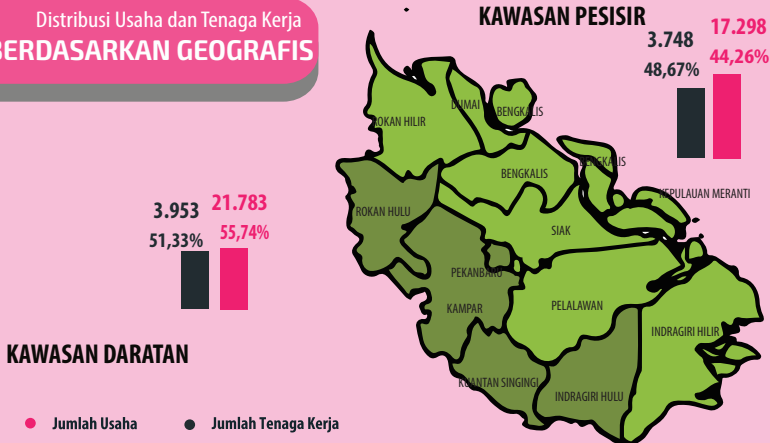 Distribusi Usaha dan Tenaga Kerja
BERDASARKAN GEOGRAFIS
KAWASAN PESISIR
3.748
48,67%
17.298
44,26%
ROKAN HILIR
DUMAI
BENGKALIS
BENGKALIS
BENGKALIS
KEPULAUAN MERANTI
ROKAN HULU
SIAK
PEKANBARU
KAMPAR
PELALAWAN
INDRAGIRI HILIR
KUANTAN SINGINGI
INDRAGIRI HULU
3.953
51,33%
21.783
55,74%
KAWASAN DARATAN
Jumlah Usaha
Jumlah Tenaga Kerja